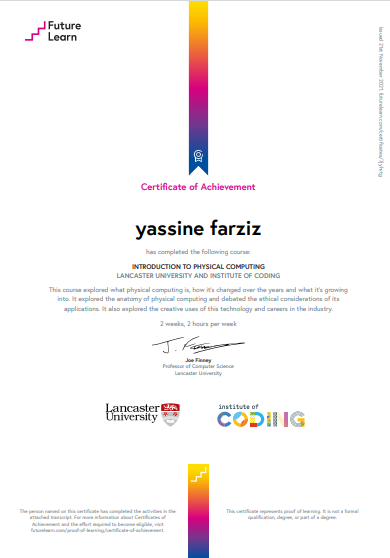 Future
Learn
Certificate of Achievement
yassine farziz
has completed the following course:
INTRODUCTION TO PHYSICAL COMPUTING
LANCASTER UNIVERSITY AND INSTITUTE OF CODING
This course explored what physical computing is, how it's changed over the years and what it's growing
into. It explored the anatomy of physical computing and debated the ethical considerations of its
applications. It also explored the creative uses of this technology and careers in the industry.
2 weeks, 2 hours per week
Joe Finney
Professor of Computer Science
Lancaster University
Lancaster
University
institute of
CODING
The person named on this certificate has completed the activities in the
attached transcript. For more information about Certificates of
Achievement and the effort required to become eligible, visit
futurelearn.com/proof-of-learning/certificate-of-achievement.
This certificate represents proof of learning. It is not a formal
qualification, degree, or part of a degree.
Issued 21st November 2021. futurelearn.com/certificates/